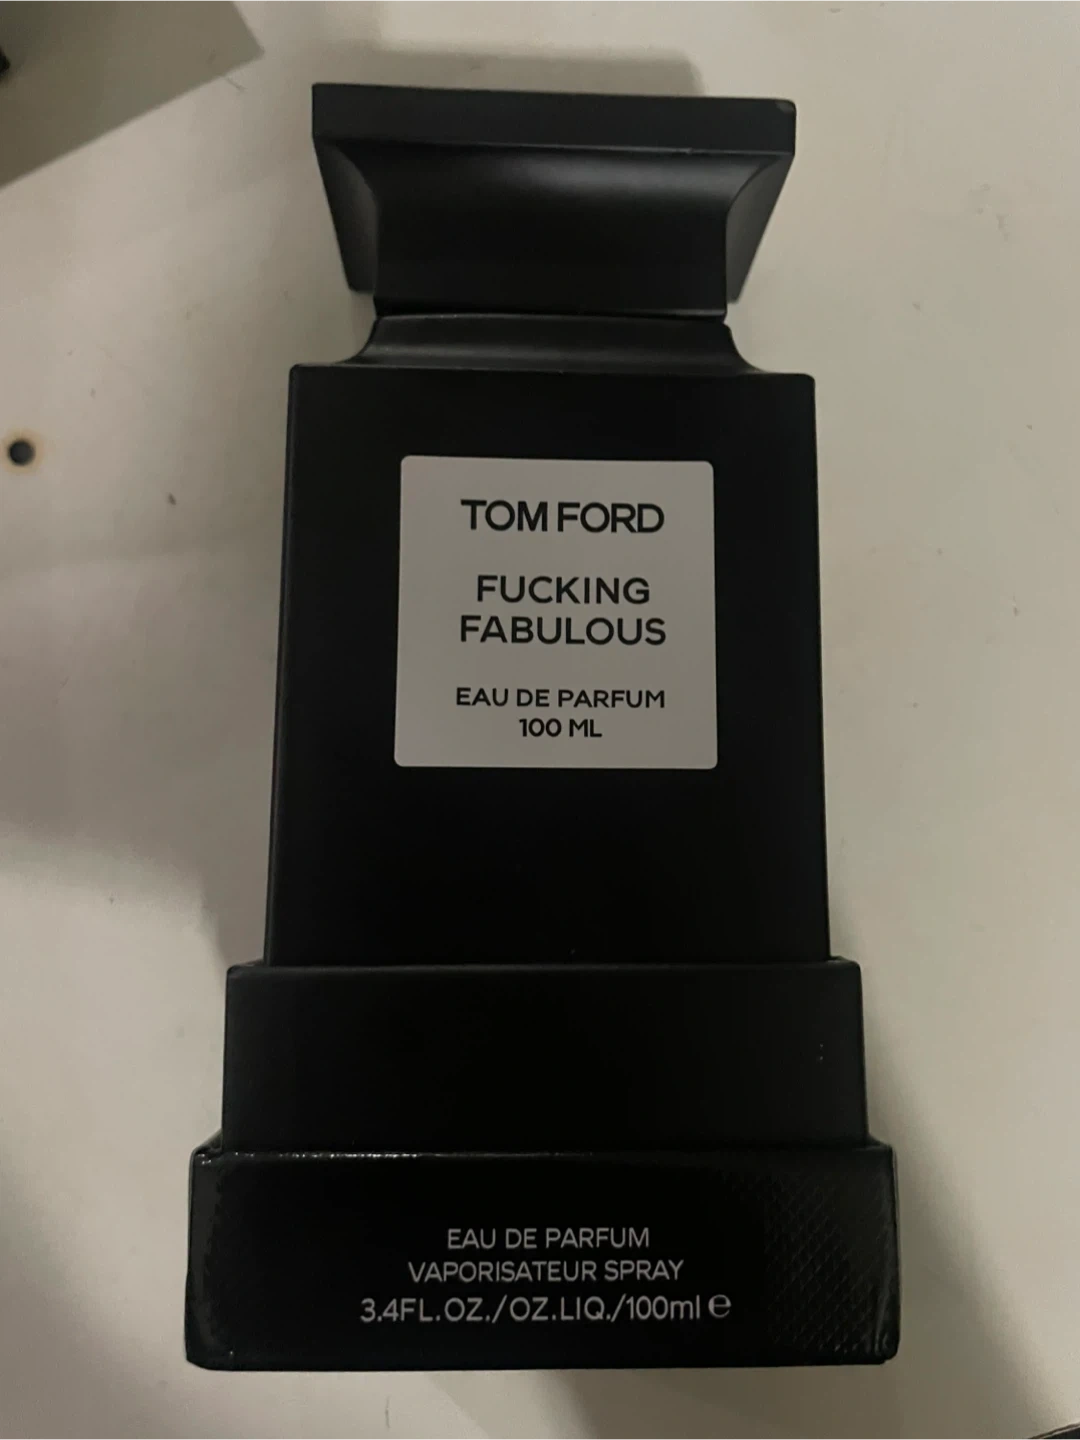 TOM FORD
FUCKING
FABULOUS
EAU DE PARFUM
100 ML
EAU DE PARFUM
VAPORISATEUR SPRAY
3.4FL.OZ./OZ.LIQ./100ml ℮